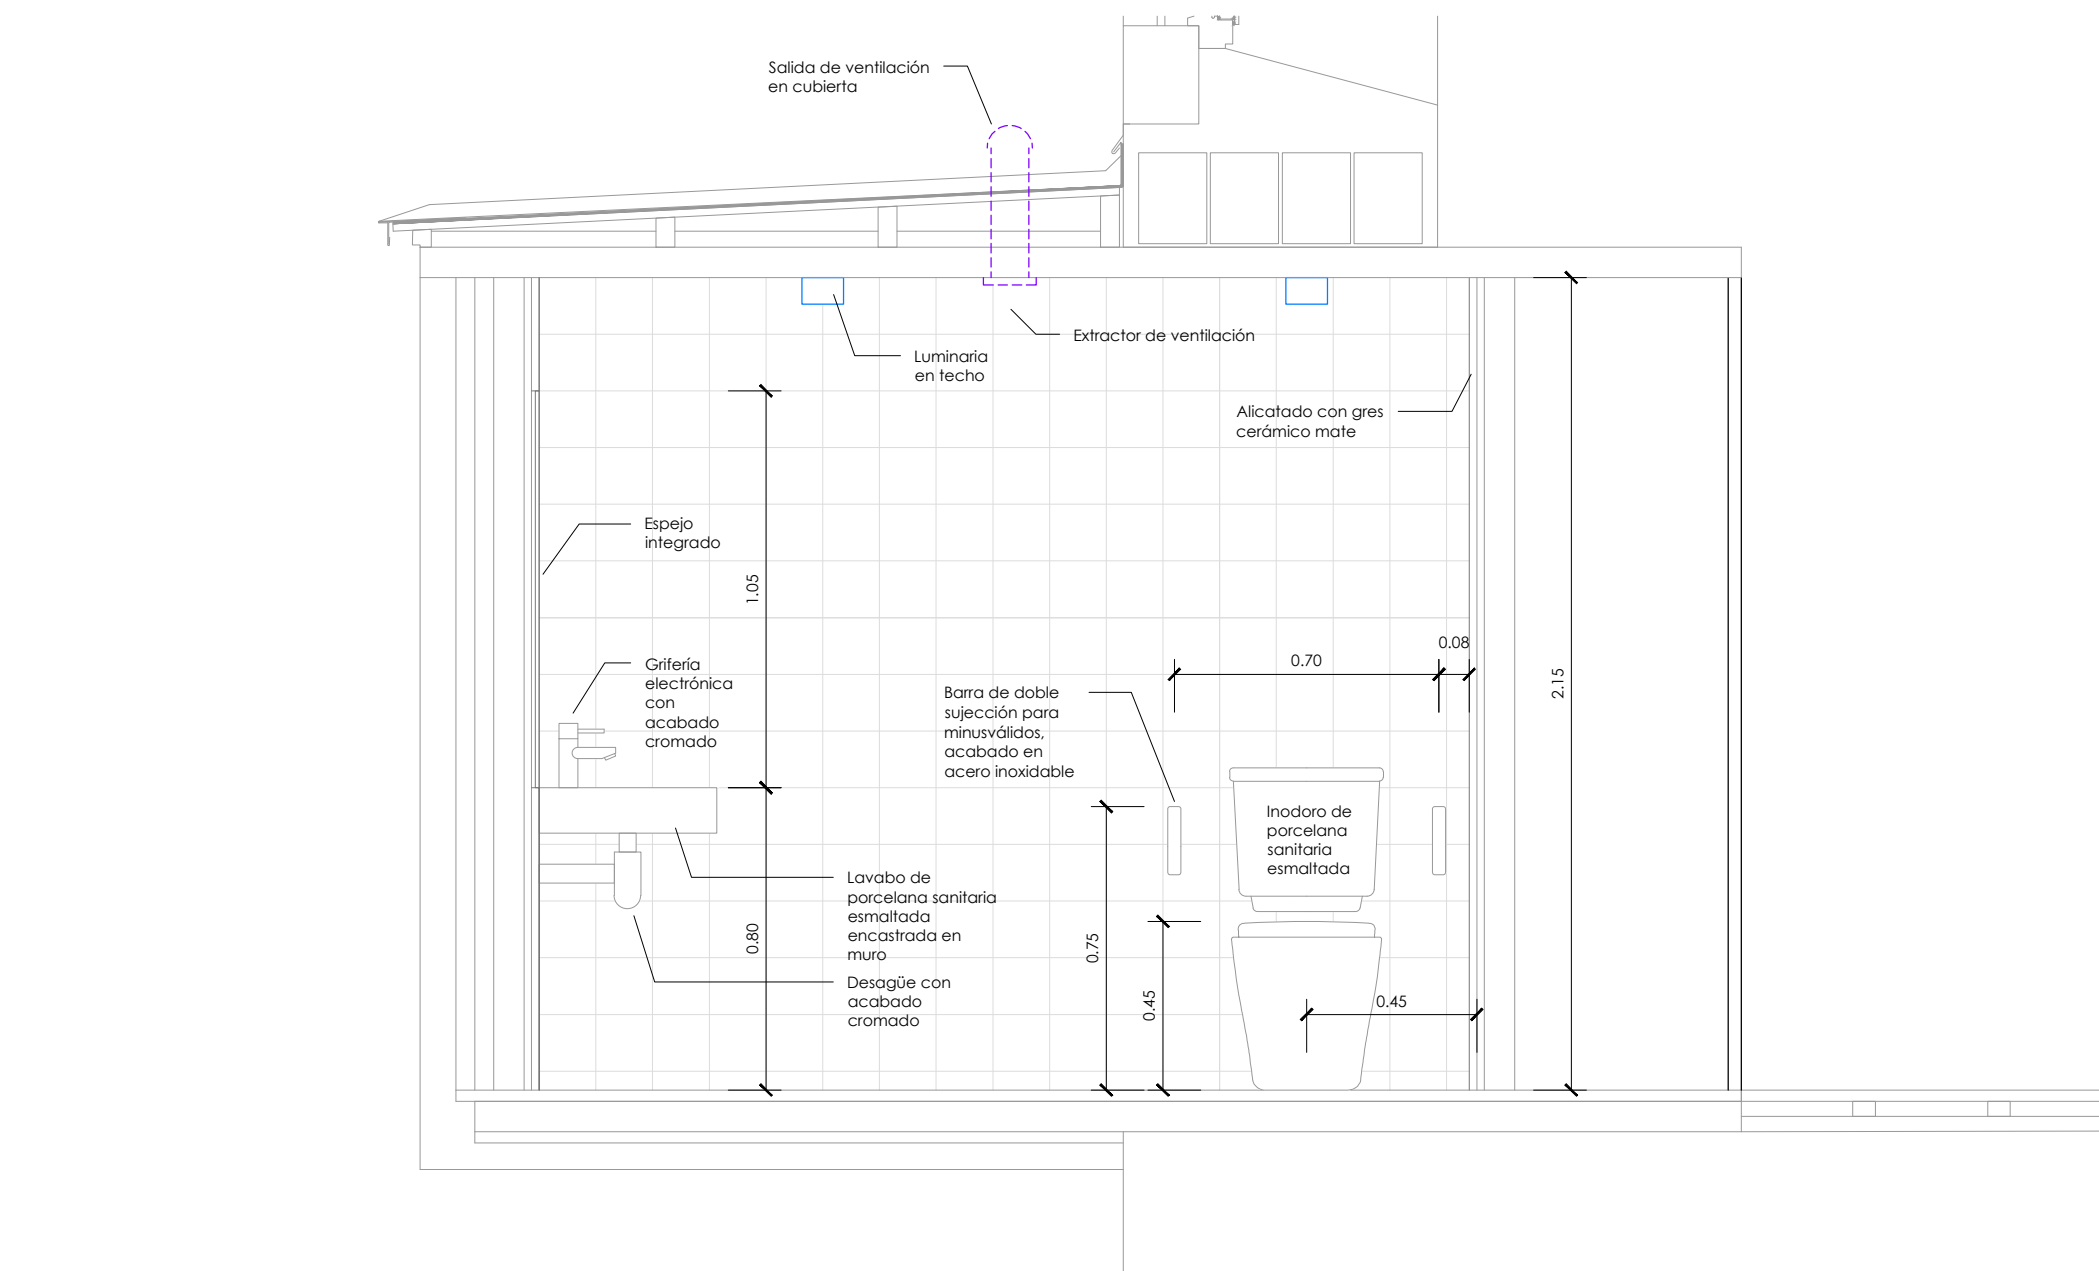 Salida de ventilación
en cubierta
Extractor de ventilación
Luminaria
en techo
Alicatado con gres
cerámico mate
Espejo
integrado
1.05
0.08
0.70
2.15
Grifería
electrónica
con
acabado
cromado
Barra de doble
sujección para
minusválidos,
acabado en
acero inoxidable
Inodoro de
porcelana
sanitaria
esmaltada
Lavabo de
porcelana sanitaria
esmaltada
encastrada en
muro
0.80
0.75
0.45
0.45
Desagüe con
acabado
cromado